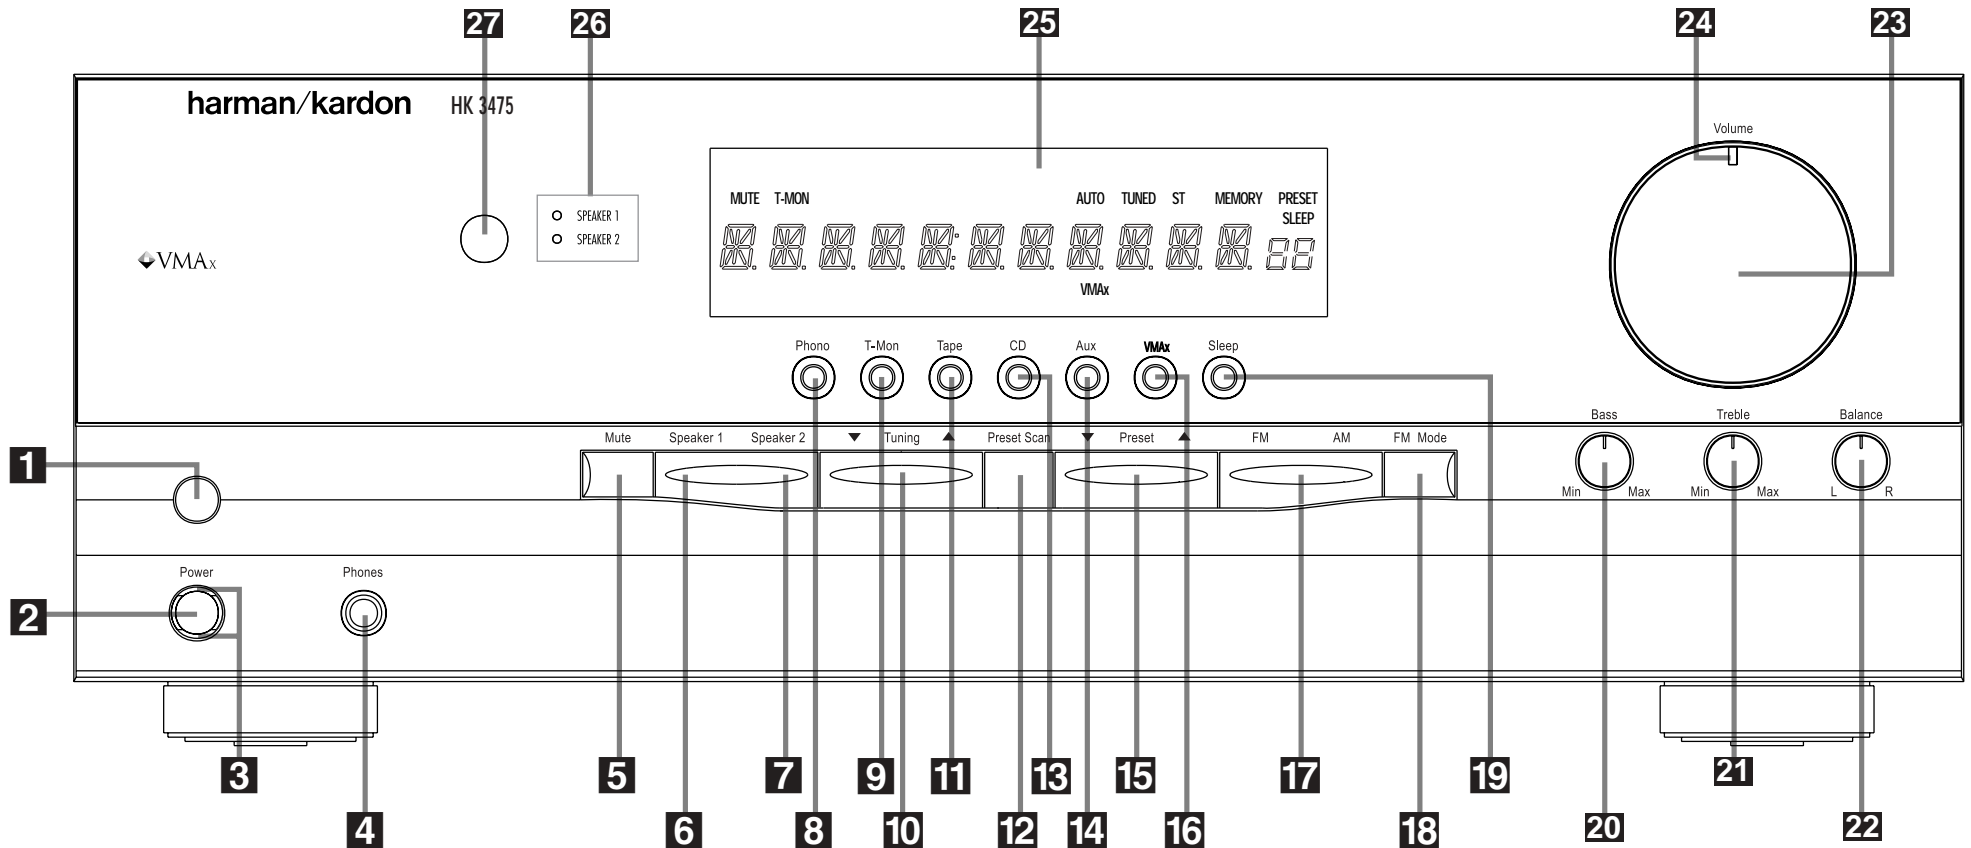 27 26 25 24 23
harman/kardon HK 3475
Volume
SPEAKER 1
SPEAKER 2
MUTE T-MON AUTO TUNED ST MEMORY PRESET
SLEEP
VMAx
VMAx
Phono T-Mon Tape CD Aux VMAx Sleep
Bass Treble Balance
Mute Speaker 1 Speaker 2 ▼ Tuning ▲ Preset Scan ▼ Preset ▲ FM AM FM Mode
1
Min Max Min Max L R
Power Phones
2
3 5 7 9 11 13 15 17 19 21
4 6 8 10 12 14 16 18 20 22